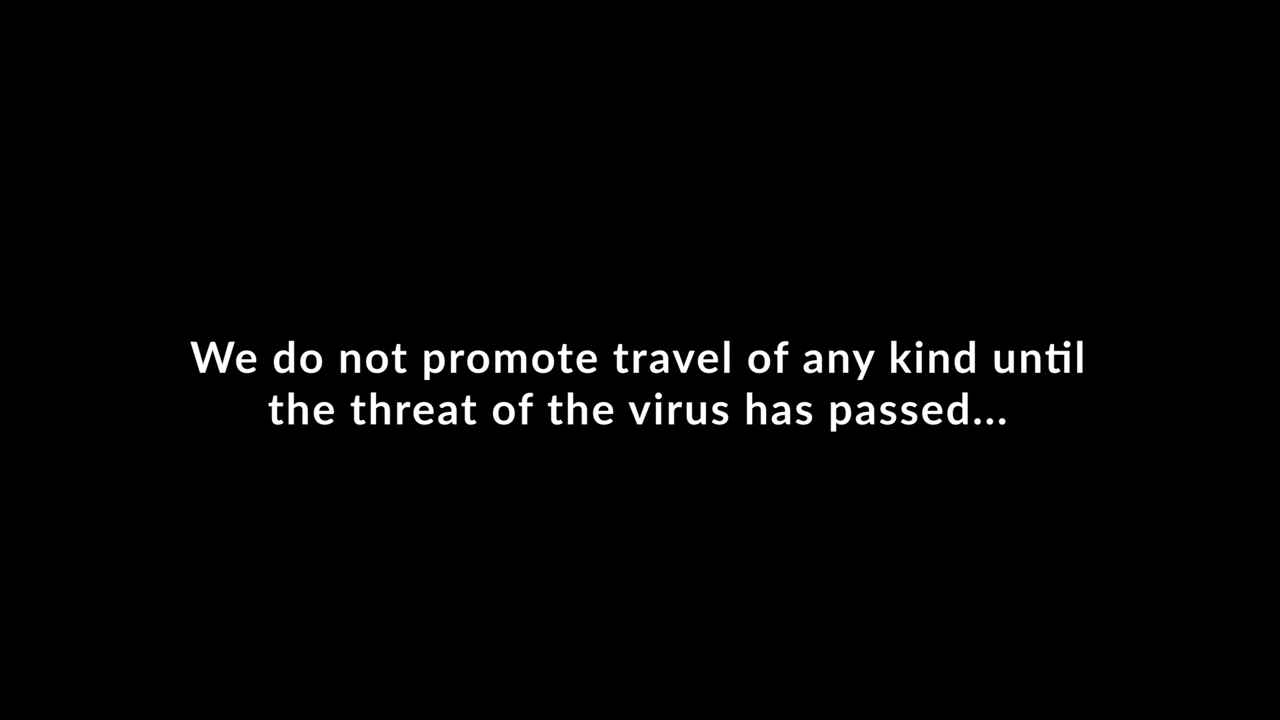 We do not promote travel of any kind until
the threat of the virus has passed...